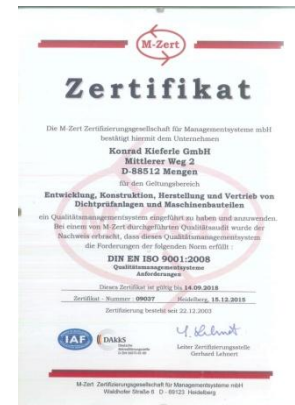 M-Zert
Zertifikat
Die M-Zert Zertifizierungsgesellschaft für Managementsysteme mbH
bestätigt hiermit dem Unternehmen
Konrad Kieferle GmbH
Mittlerer Weg 2
D-88512 Mengen
für den Geltungsbereich
Entwicklung, Konstruktion, Herstellung und Vertrieb von
Dichtprüfanlagen und Maschinenbauteilen
ein Qualitätsmanagementsystem eingeführt zu haben und anzuwenden.
Bei einem von M-Zert durchgeführten Qualitätsaudit wurde der
Nachweis erbracht, dass dieses Qualitätsmanagementsystem
die Forderungen der folgenden Norm erfüllt :
DIN EN ISO 9001:2008
Qualitätsmanagementsysteme
Anforderungen
Dieses Zertifikat ist gültig bis 14.09.2018
Zertifikat - Nummer : 09037 Heidelberg, 15.12.2015
Zertifizierung besteht seit 22.12.2003
IAF
DAkkS
Deutsche
Akkreditierungsstelle
Leiter Zertifizierungsstelle
Gerhard Lehnert
M-Zert Zertifizierungsgesellschaft für Managementsysteme mbH
Waldhofer Straße D - 69123 Heidelberg